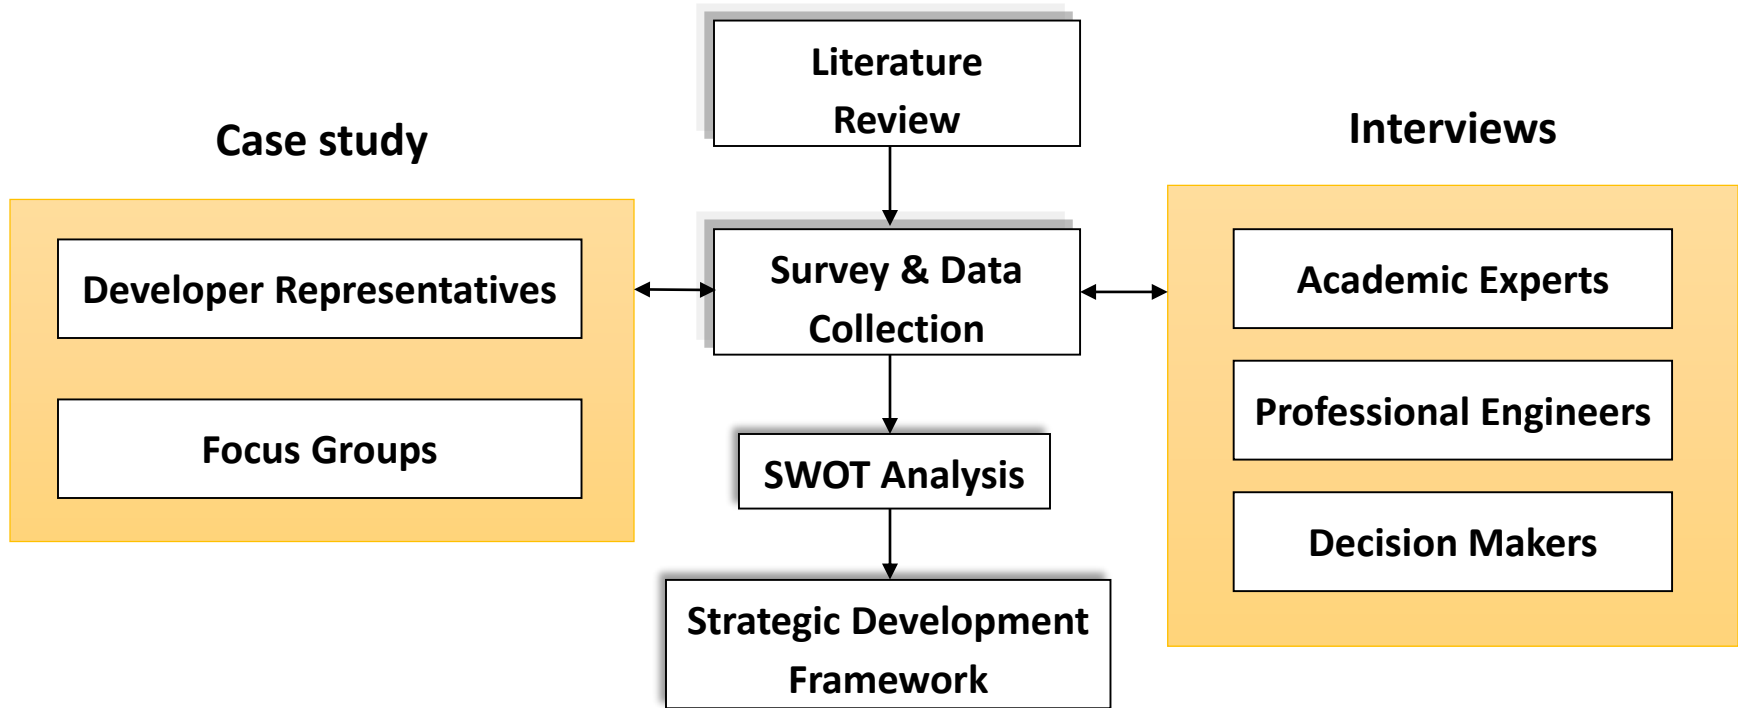 Literature
Review
Case study
Interviews
Developer Representatives
Focus Groups
Survey & Data
Collection
SWOT Analysis
Strategic Development
Framework
Academic Experts
Professional Engineers
Decision Makers